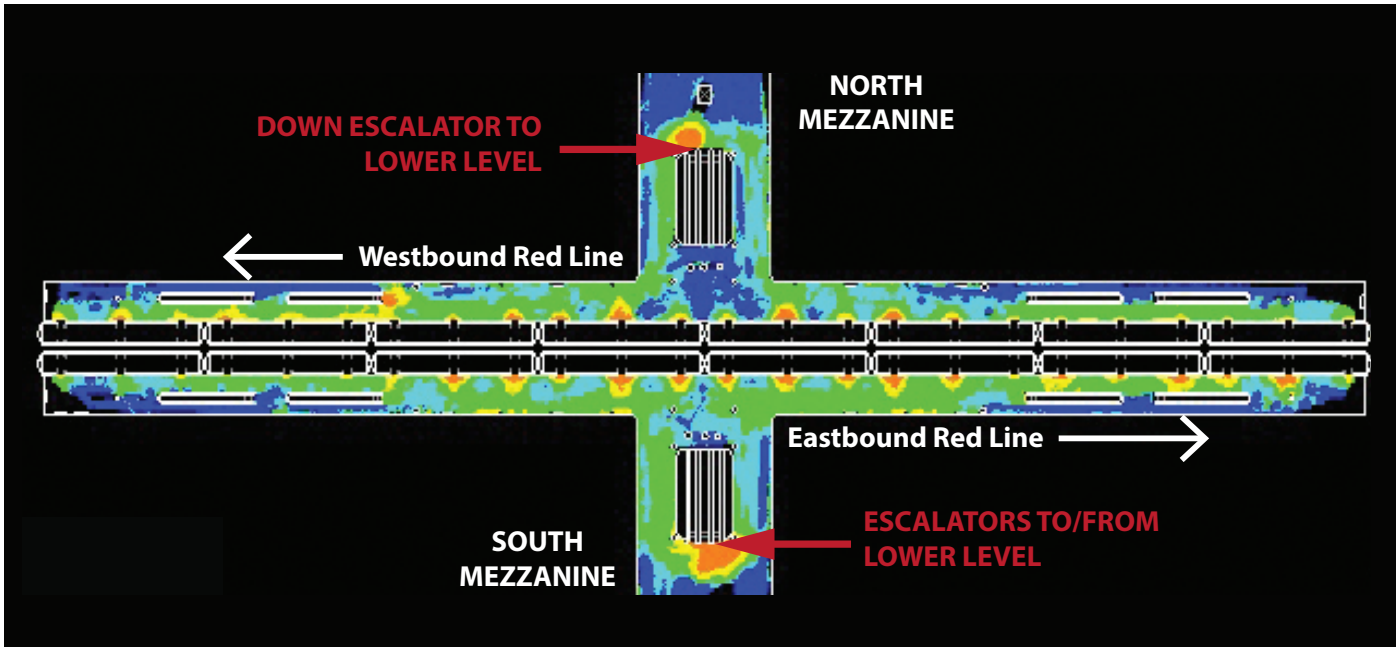 NORTH
MEZZANINE
DOWN ESCALATOR TO
LOWER LEVEL
Westbound Red Line
Eastbound Red Line
SOUTH
MEZZANINE
ESCALATORS TO/FROM
LOWER LEVEL